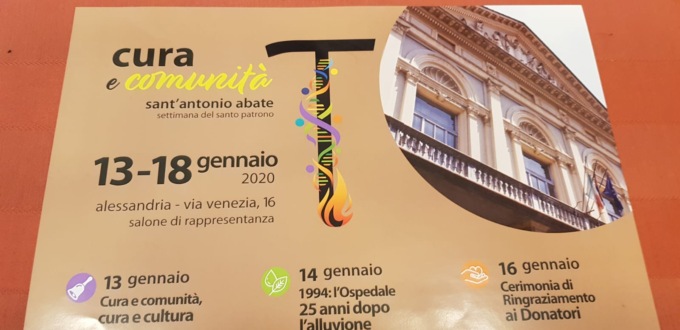 cura
e comunità
sant'antonio abate
settimana del santo patrono
13-18 gennaio
2020
alessandria - via venezia, 16
salone di rappresentanza
13 gennaio
Cura e comunità,
cura e cultura
14 gennaio
1994: l'Ospedale
25 anni dopo
l'alluvione
16 gennaio
Cerimonia di
Ringraziamento
ai Donatori